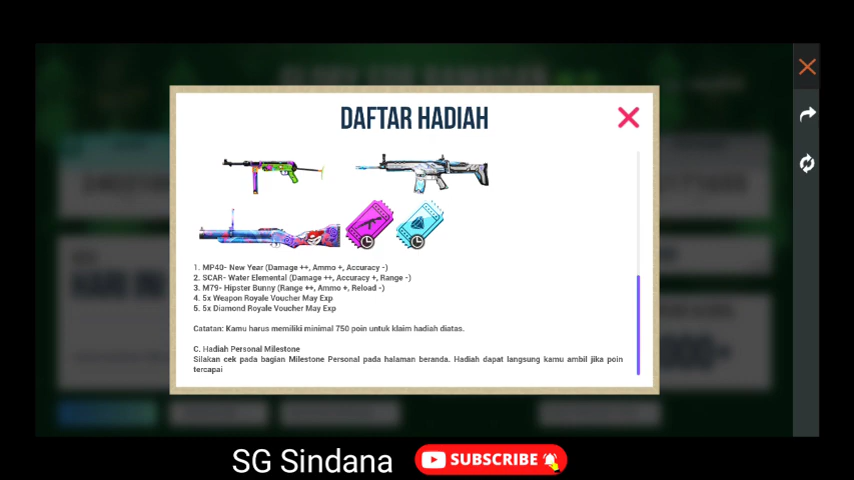 DAFTAR HADIAH
1. MP40- New Year (Damage ++, Ammo +, Accuracy -)
2. SCAR- Water Elemental (Damage ++, Accuracy +, Range -)
3. M79- Hipster Bunny (Range ++, Ammo +, Reload -)
4. 5x Weapon Royale Voucher May Exp
5. 5x Diamond Royale Voucher May Exp
Catatan: Kamu harus memiliki minimal 750 poin untuk klaim hadiah diatas.
C. Hadiah Personal Milestone
Silakan cek pada bagian Milestone Personal pada halaman beranda. Hadiah dapat langsung kamu ambil jika poin
tercapai
HARI INI
SG Sindana
SUBSCRIBE